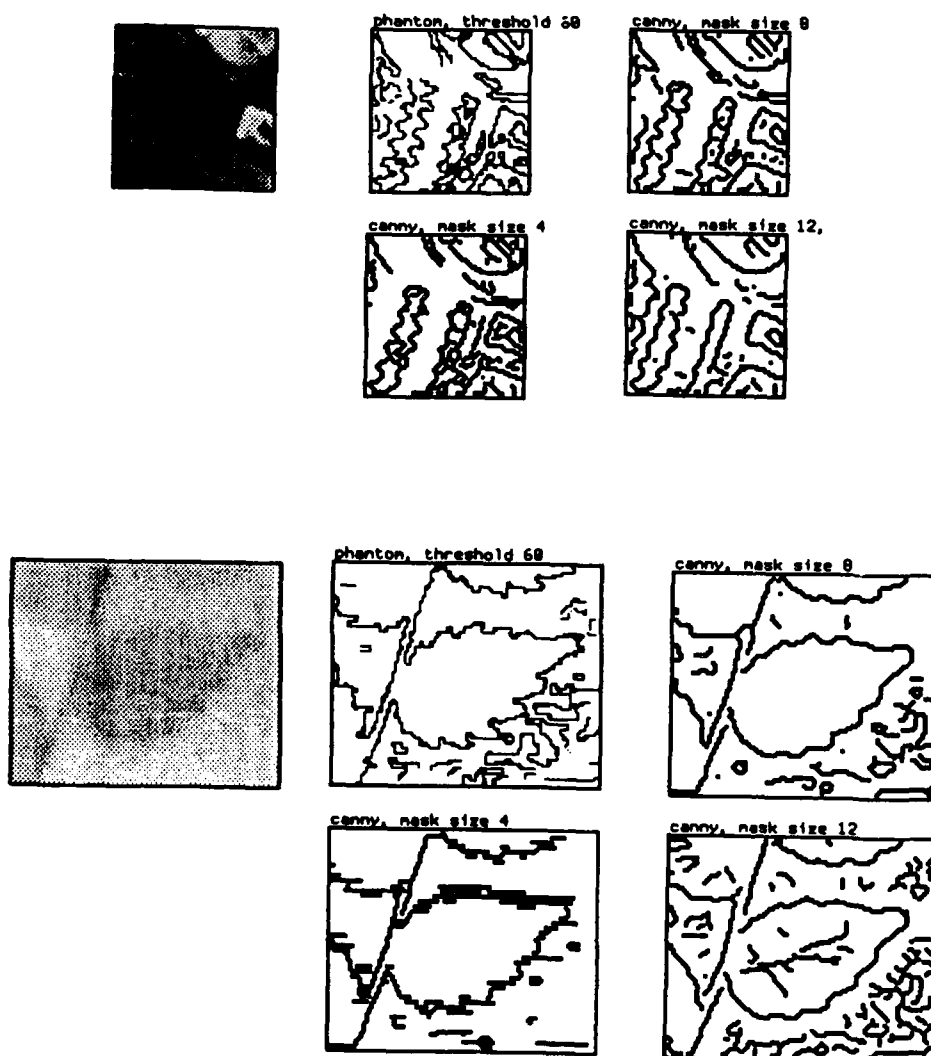 phantom, threshold 60
canny, mask size 8
canny, mask size 4
canny, mask size 12,
phantom, threshold 60
canny, mask size 8
canny, mask size 4
canny, mask size 12